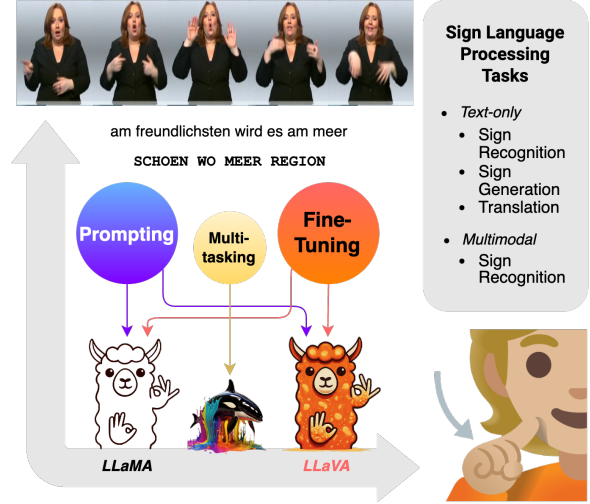 am freundlichsten wird es am meer
SCHOEN WO MEER REGION
Prompting
Multi-
tasking
Fine-
Tuning
LLaMA
LLaVA
Sign Language
Processing
Tasks
• Text-only
• Sign
Recognition
• Sign
Generation
• Translation
• Multimodal
• Sign
Recognition